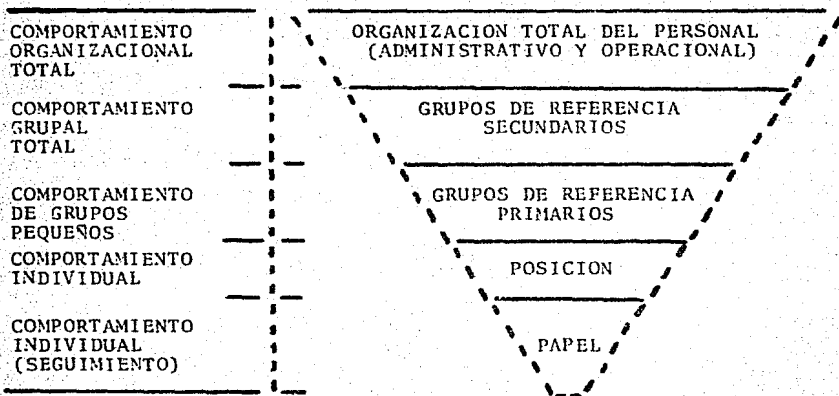 COMPORTAMIENTO
ORGANIZACIONAL
TOTAL
ORGANIZACION TOTAL DEL PERSONAL
(ADMINISTRATIVO Y OPERACIONAL)
COMPORTAMIENTO
GRUPAL
TOTAL
GRUPOS DE REFERENCIA
SECUNDARIOS
COMPORTAMIENTO
DE GRUPOS
PEQUEÑOS
GRUPOS DE REFERENCIA
PRIMARIOS
COMPORTAMIENTO
INDIVIDUAL
POSICION
COMPORTAMIENTO
INDIVIDUAL
(SEGUIMIENTO)
PAPEL